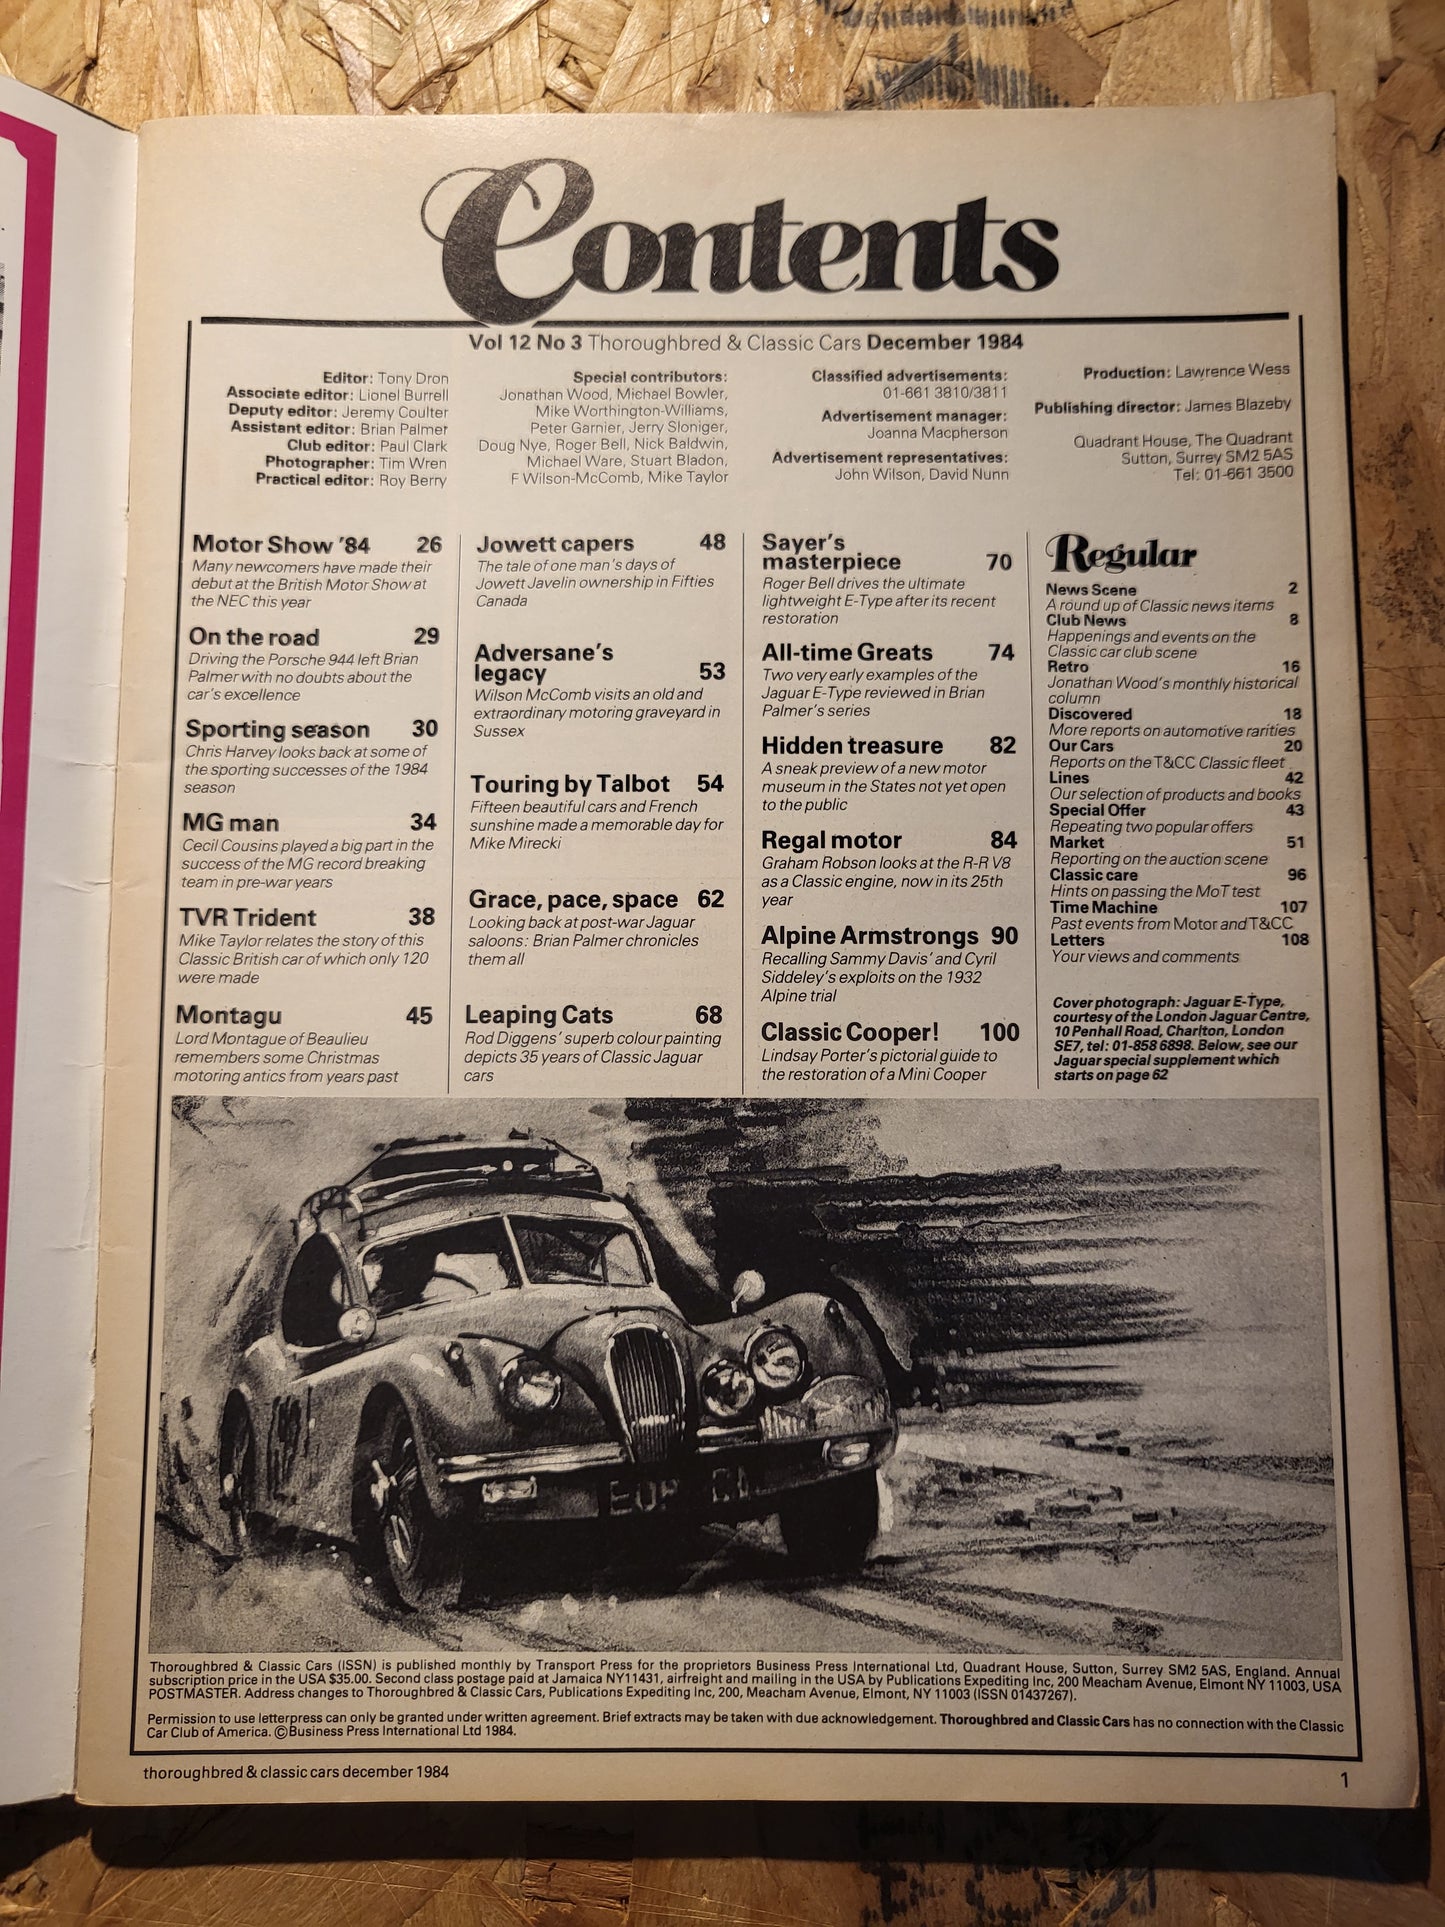 Contents
Vol 12 No 3 Thoroughbred & Classic Cars December 1984
Editor: Tony Dron
Associate editor: Lionel Burrell
Deputy editor: Jeremy Coulter
Assistant editor: Brian Palmer
Club editor: Paul Clark
Photographer: Tim Wren
Practical editor: Roy Berry
Special contributors:
Jonathan Wood, Michael Bowler,
Mike Worthington-Williams,
Peter Garnier, Jerry Sloniger,
Doug Nye, Roger Bell, Nick Baldwin,
Michael Ware, Stuart Bladon,
F Wilson-McComb, Mike Taylor
Classified advertisements:
01-661 3810/3811
Advertisement manager:
Joanna Macpherson
Advertisement representatives:
John Wilson, David Nunn
Production: Lawrence Wess
Publishing director: James Blazeby
Quadrant House, The Quadrant
Sutton, Surrey SM2 5AS
Tel: 01-661 3500
Motor Show '84 26
Many newcomers have made their
debut at the British Motor Show at
the NEC this year
On the road 29
Driving the Porsche 944 left Brian
Palmer with no doubts about the
car's excellence
Sporting season 30
Chris Harvey looks back at some of
the sporting successes of the 1984
season
MG man 34
Cecil Cousins played a big part in the
success of the MG record breaking
team in pre-war years
TVR Trident 38
Mike Taylor relates the story of this
Classic British car of which only 120
were made
Montagu 45
Lord Montagu of Beaulieu
remembers some Christmas
motoring antics from years past
Jowett capers 48
The tale of one man's days of
Jowett Javelin ownership in Fifties
Canada
Adversane's
legacy 53
Wilson McComb visits an old and
extraordinary motoring graveyard in
Sussex
Touring by Talbot 54
Fifteen beautiful cars and French
sunshine made a memorable day for
Mike Mirecki
Grace, pace, space 62
Looking back at post-war Jaguar
saloons: Brian Palmer chronicles
them all
Leaping Cats 68
Rod Diggens' superb colour painting
depicts 35 years of Classic Jaguar
cars
Sayer's
masterpiece 70
Roger Bell drives the ultimate
lightweight E-Type after its recent
restoration
All-time Greats 74
Two very early examples of the
Jaguar E-Type reviewed in Brian
Palmer's series
Hidden treasure 82
A sneak preview of a new motor
museum in the States not yet open
to the public
Regal motor 84
Graham Robson looks at the R-R V8
as a Classic engine, now in its 25th
year
Alpine Armstrongs 90
Recalling Sammy Davis' and Cyril
Siddeley's exploits on the 1932
Alpine trial
Classic Cooper! 100
Lindsay Porter's pictorial guide to
the restoration of a Mini Cooper
Regular
News Scene 2
A round up of Classic news items
Club News 8
Happenings and events on the
Classic car club scene
Retro 16
Jonathan Wood's monthly historical
column
Discovered 18
More reports on automotive rarities
Our Cars 20
Reports on the T&CC Classic fleet
Lines 42
Our selection of products and books
Special Offer 43
Repeating two popular offers
Market 51
Reporting on the auction scene
Classic care 96
Hints on passing the MoT test
Time Machine 107
Past events from Motor and T&CC
Letters 108
Your views and comments
Cover photograph: Jaguar E-Type,
courtesy of the London Jaguar Centre,
10 Penhall Road, Charlton, London
SE7, tel: 01-858 6898. Below, see our
Jaguar special supplement which
starts on page 62
Thoroughbred & Classic Cars (ISSN) is published monthly by Transport Press for the proprietors Business Press International Ltd, Quadrant House, Sutton, Surrey SM2 5AS, England. Annual
subscription price in the USA $35.00. Second class postage paid at Jamaica NY11431, airfreight and mailing in the USA by Publications Expediting Inc, 200 Meacham Avenue, Elmont NY 11003, USA
POSTMASTER. Address changes to Thoroughbred & Classic Cars, Publications Expediting Inc, 200, Meacham Avenue, Elmont, NY 11003 (ISSN 01437267).
Permission to use letterpress can only be granted under written agreement. Brief extracts may be taken with due acknowledgement. Thoroughbred and Classic Cars has no connection with the Classic
Car Club of America. ©Business Press International Ltd 1984.
thoroughbred & classic cars december 1984
1